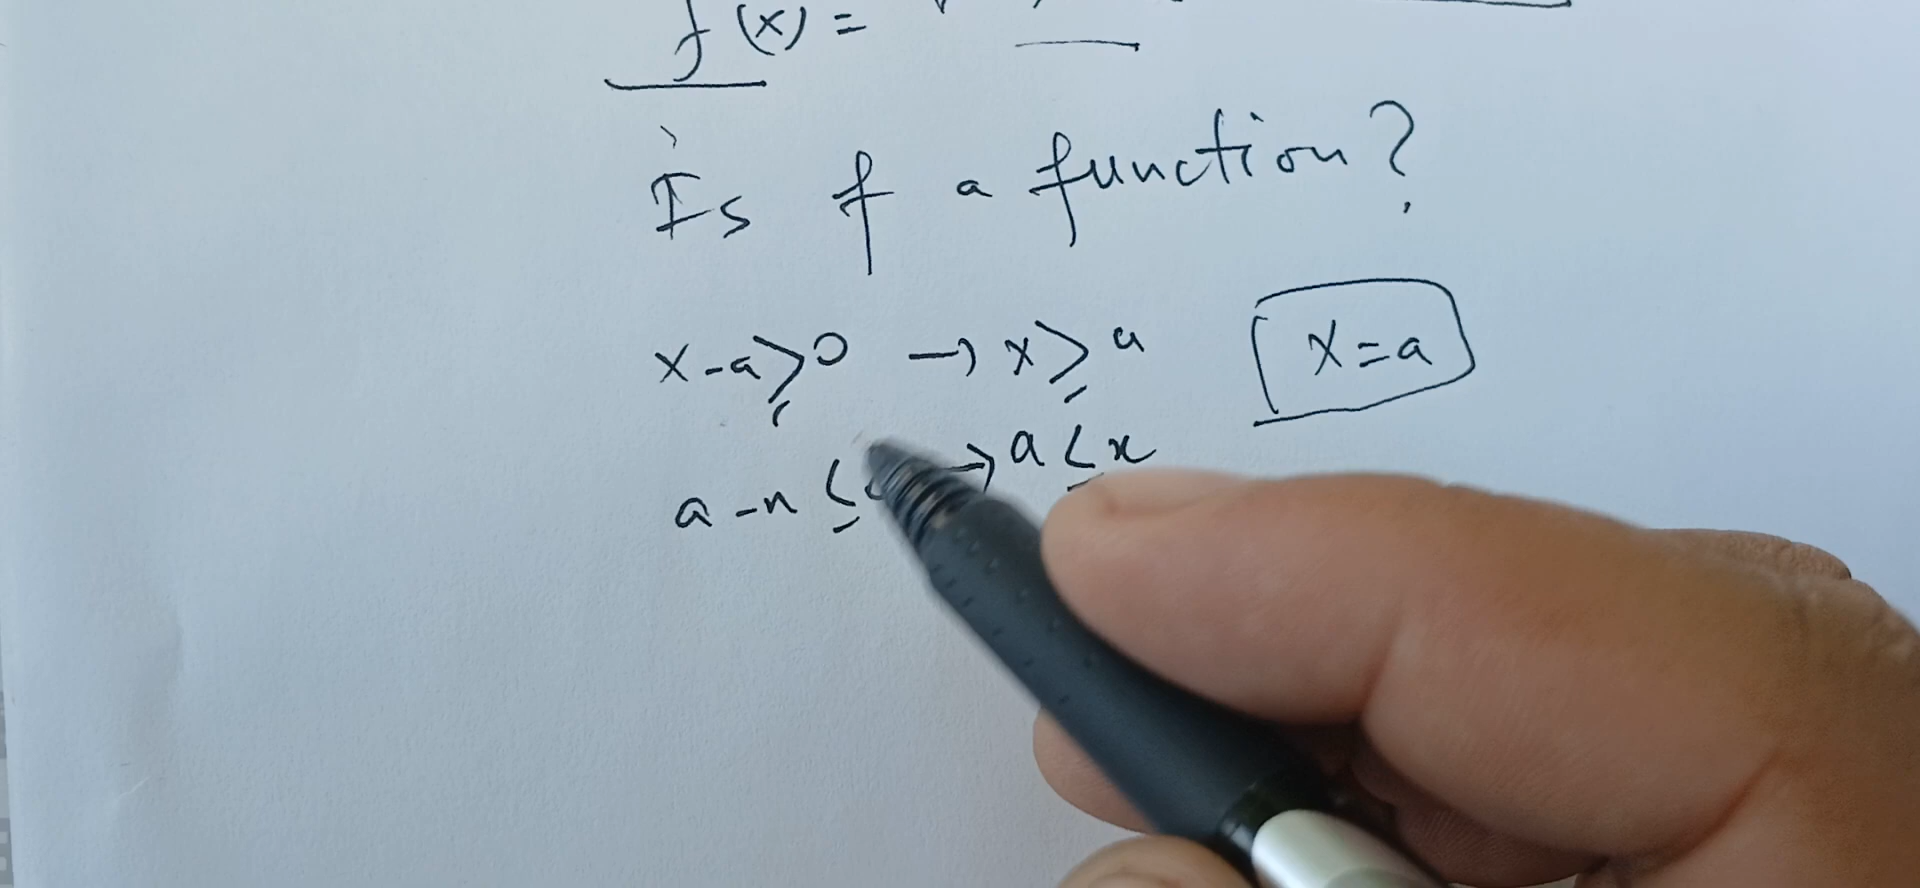 f(x) =
Is f a function?
x-a≥0 → x≥a
X=a
a-x≤ → a≤x